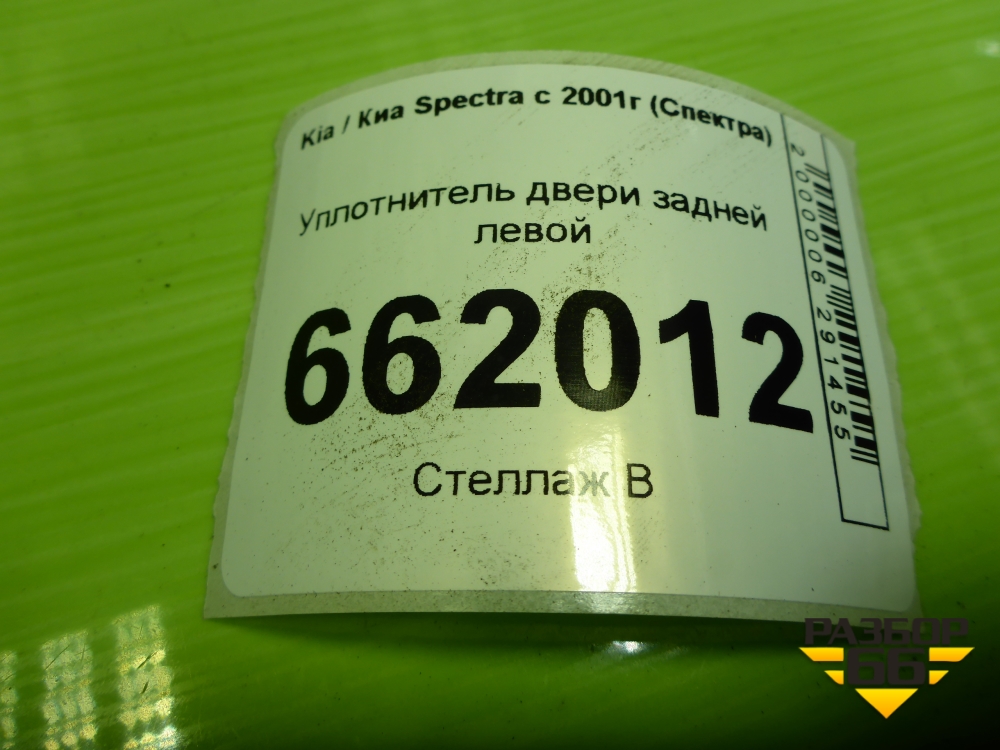 Kia / Киа Spectra с 2001г (Спектра)
Уплотнитель двери задней
левой
662012
Стеллаж В
2000006291455
РАЗБОР
66